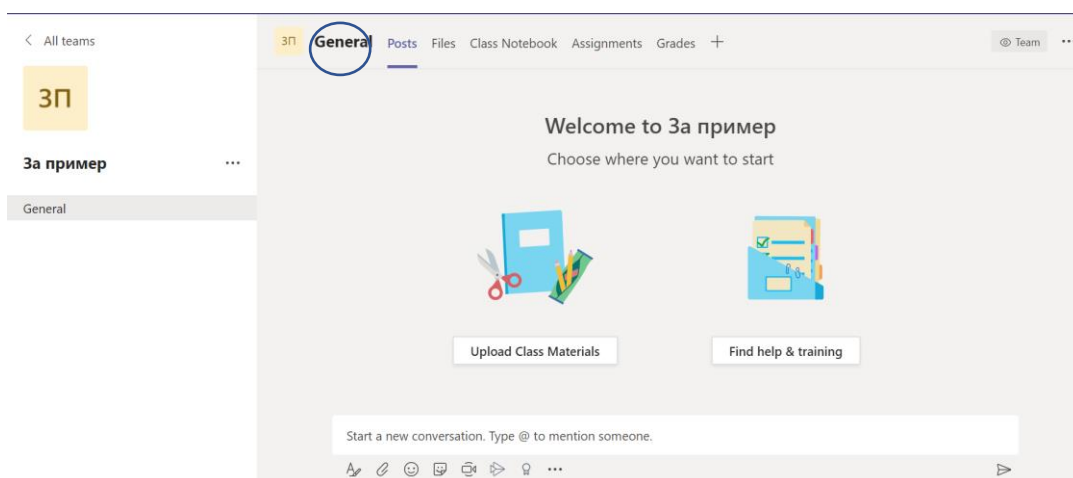 < All teams
ЗП
За пример
General
ЗП General Posts Files Class Notebook Assignments Grades +
Team
Welcome to За пример
Choose where you want to start
Upload Class Materials
Find help & training
Start a new conversation. Type @ to mention someone.